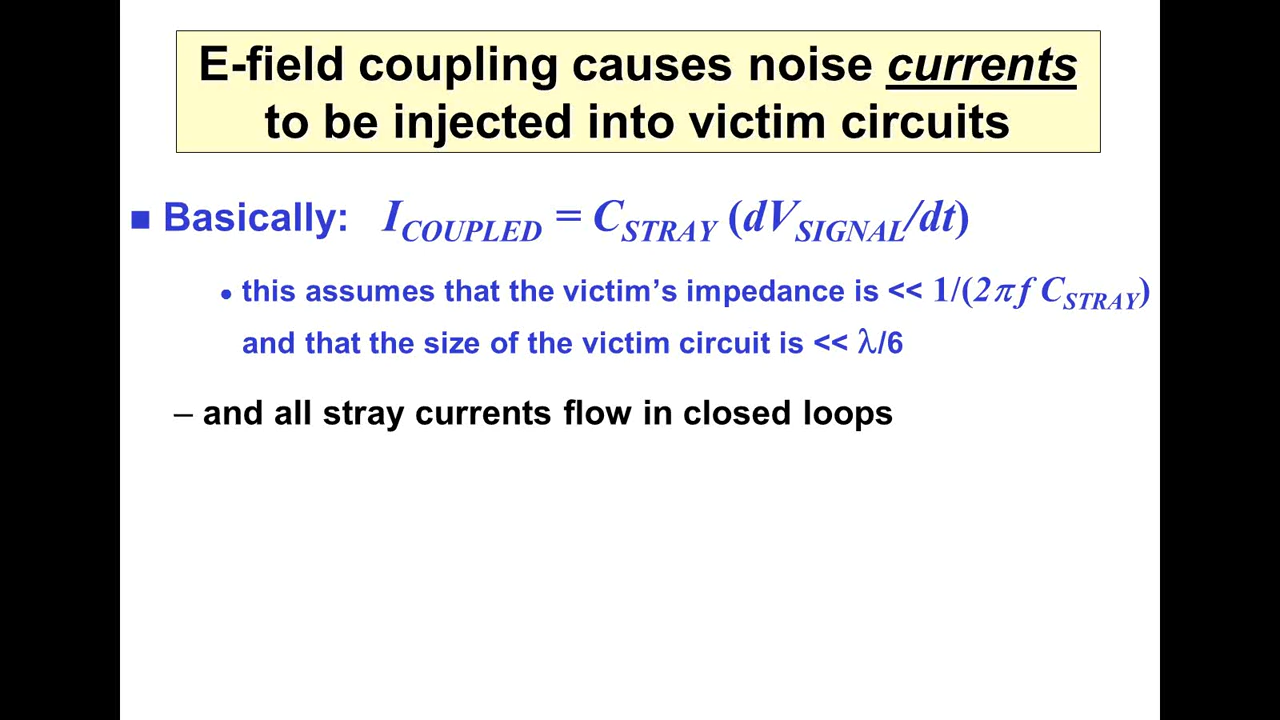 E-field coupling causes noise currents
to be injected into victim circuits
■ Basically: I_COUPLED = C_STRAY (dV_SIGNAL/dt)
• this assumes that the victim’s impedance is << 1/(2πf C_STRAY)
and that the size of the victim circuit is << λ/6
– and all stray currents flow in closed loops